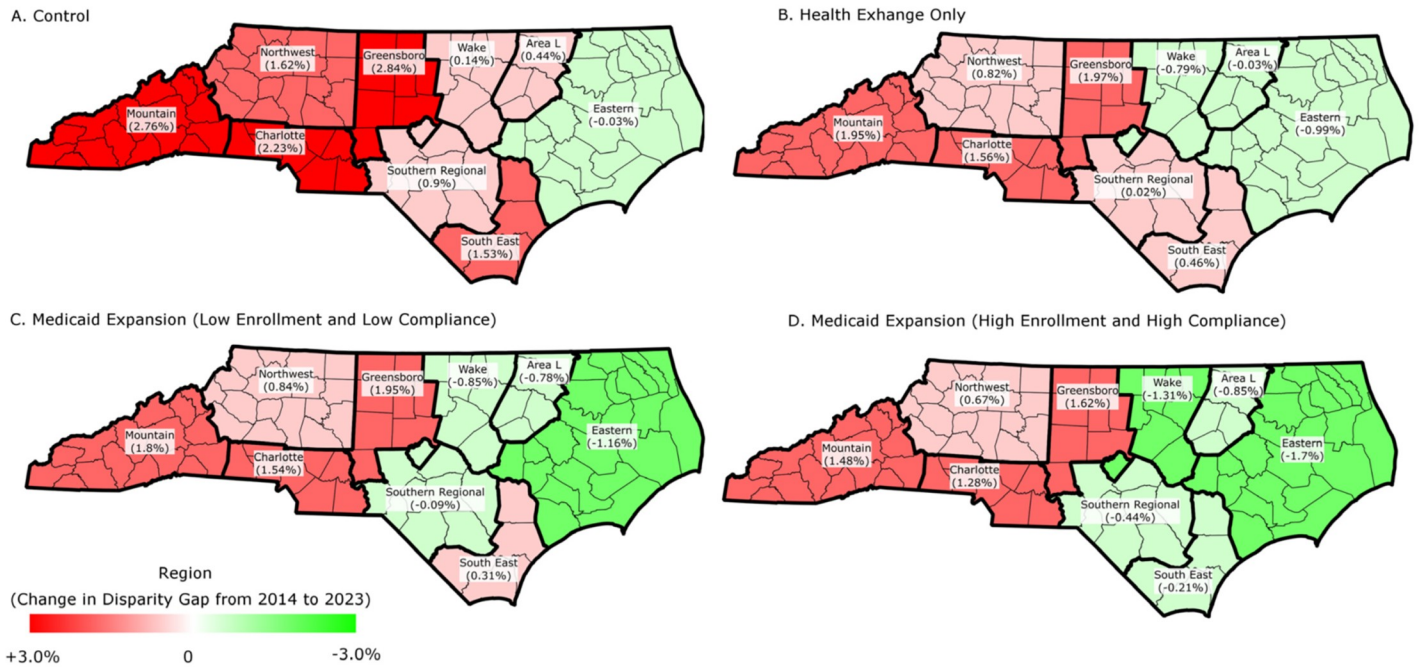 A. Control
Northwest
(1.62%)
Greensboro
(2.84%)
Wake
(0.14%)
Area L
(0.44%)
Eastern
(-0.03%)
Mountain
(2.76%)
Charlotte
(2.23%)
Southern Regional
(0.9%)
South East
(1.53%)
B. Health Exhange Only
Northwest
(0.82%)
Greensboro
(1.97%)
Wake
(-0.79%)
Area L
(-0.03%)
Eastern
(-0.99%)
Mountain
(1.95%)
Charlotte
(1.56%)
Southern Regional
(0.02%)
South East
(0.46%)
C. Medicaid Expansion (Low Enrollment and Low Compliance)
Northwest
(0.84%)
Greensboro
(1.95%)
Wake
(-0.85%)
Area L
(-0.78%)
Eastern
(-1.16%)
Mountain
(1.8%)
Charlotte
(1.54%)
Southern Regional
(-0.09%)
South East
(0.31%)
D. Medicaid Expansion (High Enrollment and High Compliance)
Northwest
(0.67%)
Greensboro
(1.62%)
Wake
(-1.31%)
Area L
(-0.85%)
Eastern
(-1.7%)
Mountain
(1.48%)
Charlotte
(1.28%)
Southern Regional
(-0.44%)
South East
(-0.21%)
Region
(Change in Disparity Gap from 2014 to 2023)
+3.0%
0
-3.0%